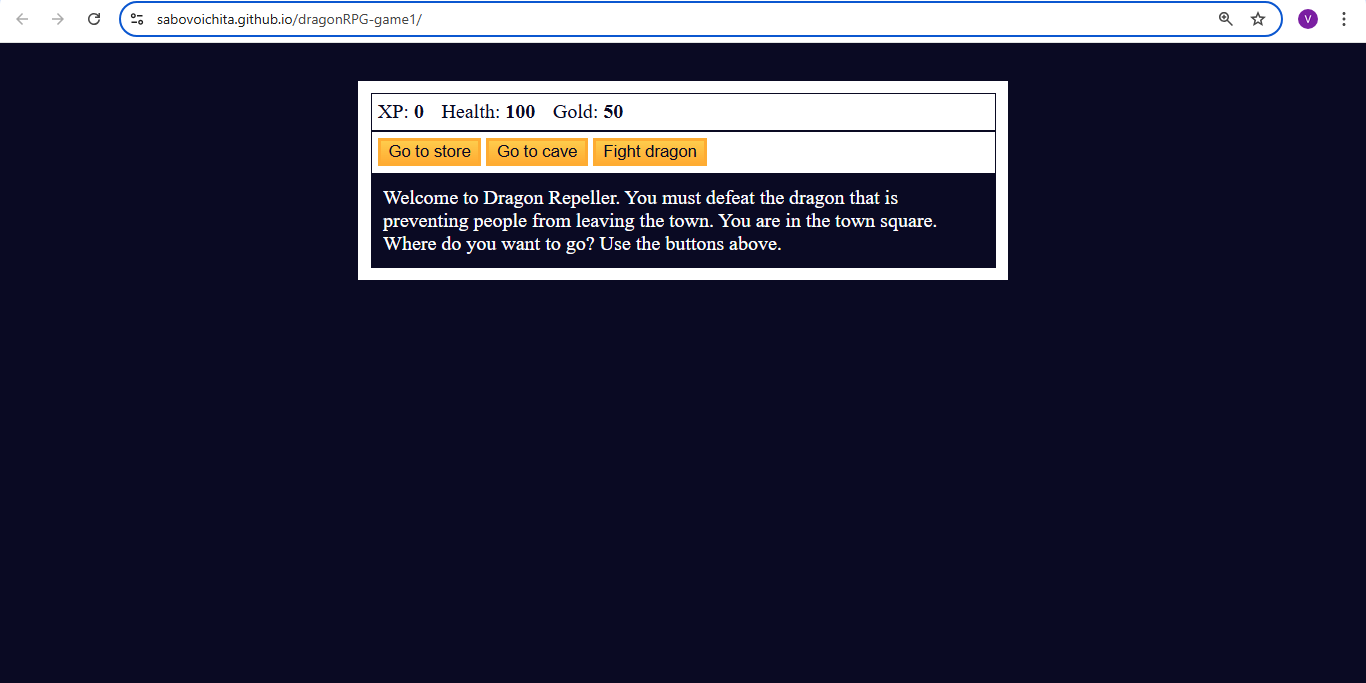 sabovoichita.github.io/dragonRPG-game1/
V
XP: 0 Health: 100 Gold: 50
Go to store Go to cave Fight dragon
Welcome to Dragon Repeller. You must defeat the dragon that is
preventing people from leaving the town. You are in the town square.
Where do you want to go? Use the buttons above.